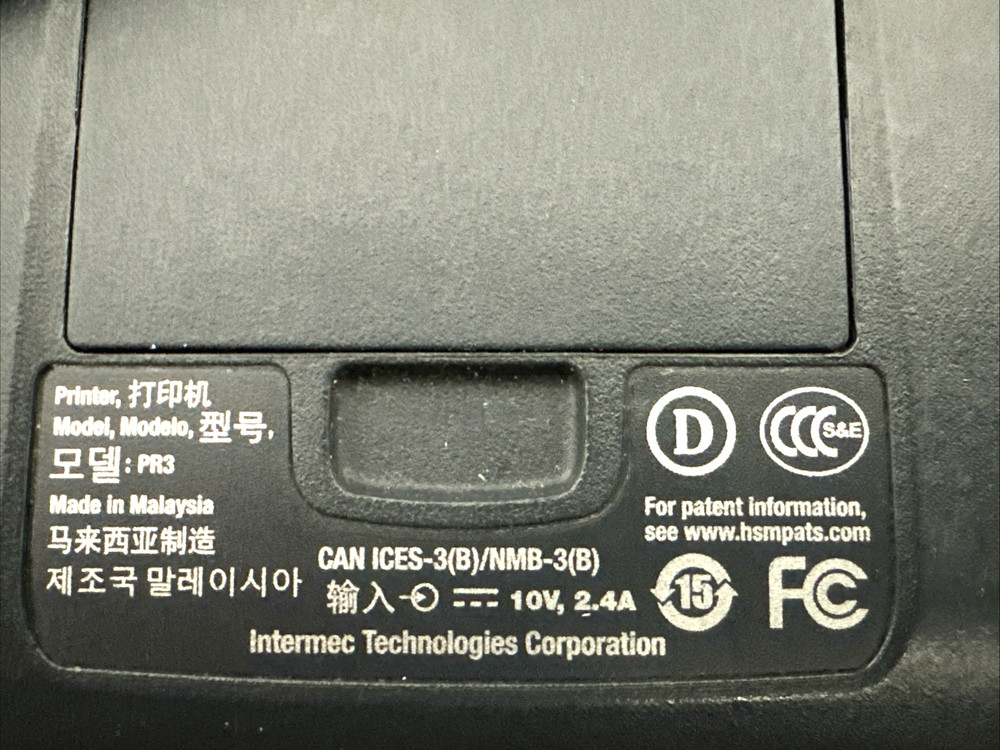 Printer, 打印机
Model, Modelo, 型号,
모델: PR3
Made in Malaysia
马来西亚制造
제조국 말레이시아
CAN ICES-3(B)/NMB-3(B)
输入 10V, 2.4A
Intermec Technologies Corporation
D
CCC S&E
For patent information,
see www.hsmpats.com
15
FC